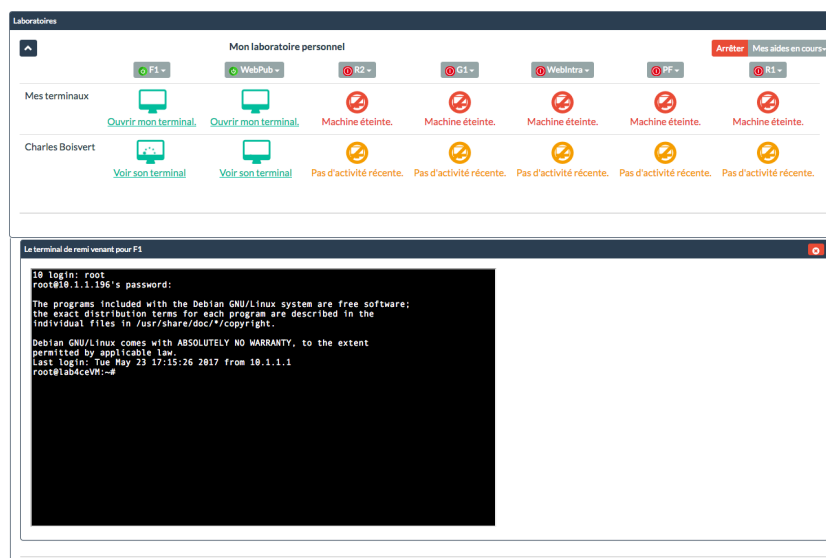 Laboratoires
Mon laboratoire personnel
Arrêter Mes aides en cours
F1 WebPub R2 G1 WebIntra PF R1
Mes terminaux
Ouvrir mon terminal. Ouvrir mon terminal. Machine éteinte. Machine éteinte. Machine éteinte. Machine éteinte. Machine éteinte.
Charles Boisvert
Voir son terminal Voir son terminal Pas d'activité récente. Pas d'activité récente. Pas d'activité récente. Pas d'activité récente. Pas d'activité récente.
Le terminal de remi venant pour F1
10 login: root
root@10.1.1.196's password:
The programs included with the Debian GNU/Linux system are free software;
the exact distribution terms for each program are described in the
individual files in /usr/share/doc/*/copyright.
Debian GNU/Linux comes with ABSOLUTELY NO WARRANTY, to the extent
permitted by applicable law.
Last login: Tue May 23 17:15:26 2017 from 10.1.1.1
root@lab4ceVM:~#